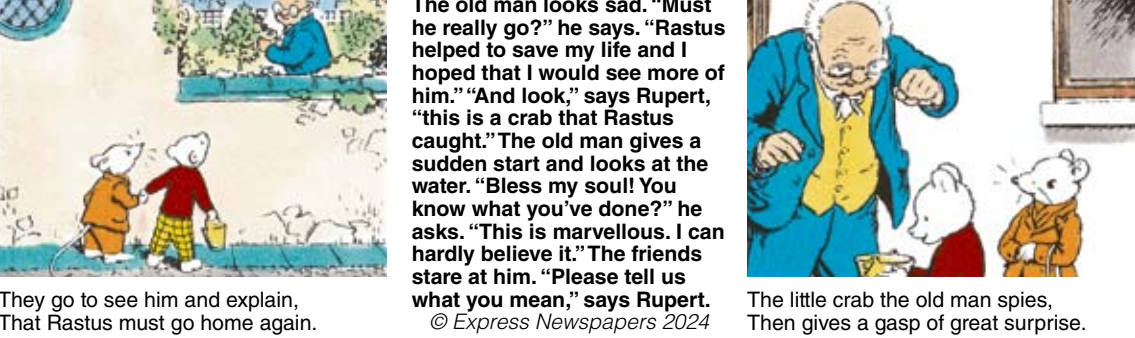 They go to see him and explain,
That Rastus must go home again.
The old man looks sad. “Must
he really go?” he says. “Rastus
helped to save my life and I
hoped that I would see more of
him.” “And look,” says Rupert,
“this is a crab that Rastus
caught.” The old man gives a
sudden start and looks at the
water. “Bless my soul! You
know what you’ve done?” he
asks. “This is marvellous. I can
hardly believe it.” The friends
stare at him. “Please tell us
what you mean,” says Rupert.
© Express Newspapers 2024
The little crab the old man spies,
Then gives a gasp of great surprise.